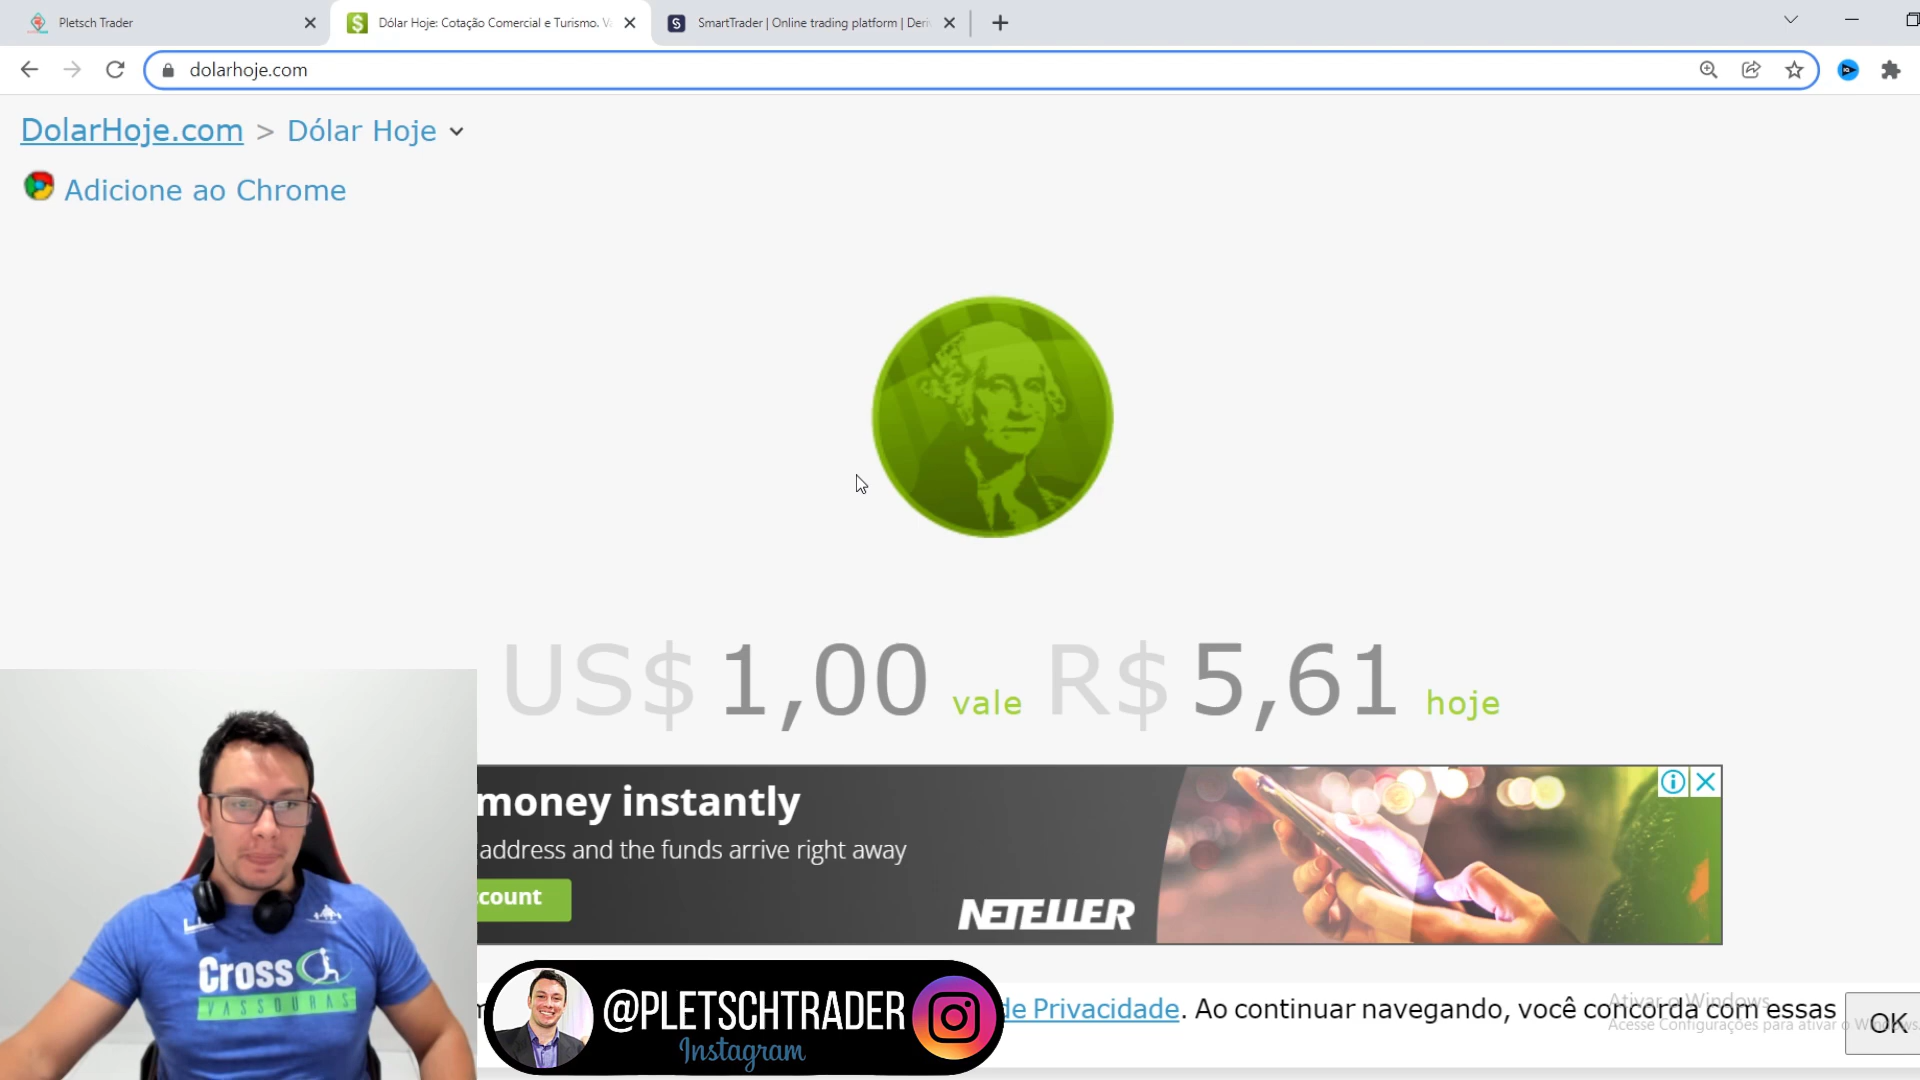 Pletsch Trader
Dólar Hoje: Cotação Comercial e Turismo. V
SmartTrader | Online trading platform | Deri
dolarhoje.com
DolarHoje.com > Dólar Hoje
Adicione ao Chrome
US$ 1,00 vale R$ 5,61 hoje
money instantly
address and the funds arrive right away
count
NETELLER
Cross
VASSOURAS
@PLETSCHTRADER
Instagram
de Privacidade. Ao continuar navegando, você concorda com essas
OK
Ativar o Windows
Acesse Configurações para ativar o Windows.